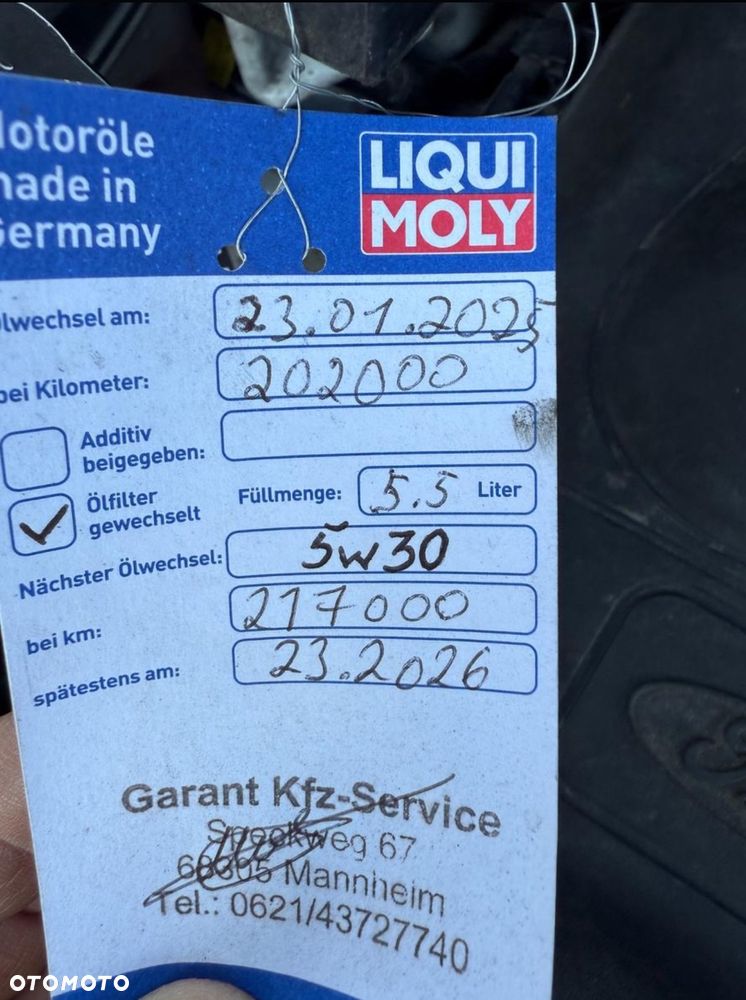 Motoröle
made in
Germany
LIQUI
MOLY
Ölwechsel am: 23.01.2025
bei Kilometer: 202000
Additiv
beigegeben:
Ölfilter
gewechselt
Füllmenge: 5.5 Liter
Nächster Ölwechsel: 5w30
bei km: 217000
spätestens am: 23.2026
Garant Kfz-Service
Speckweg 67
68305 Mannheim
Tel.: 0621/43727740
OTOMOTO